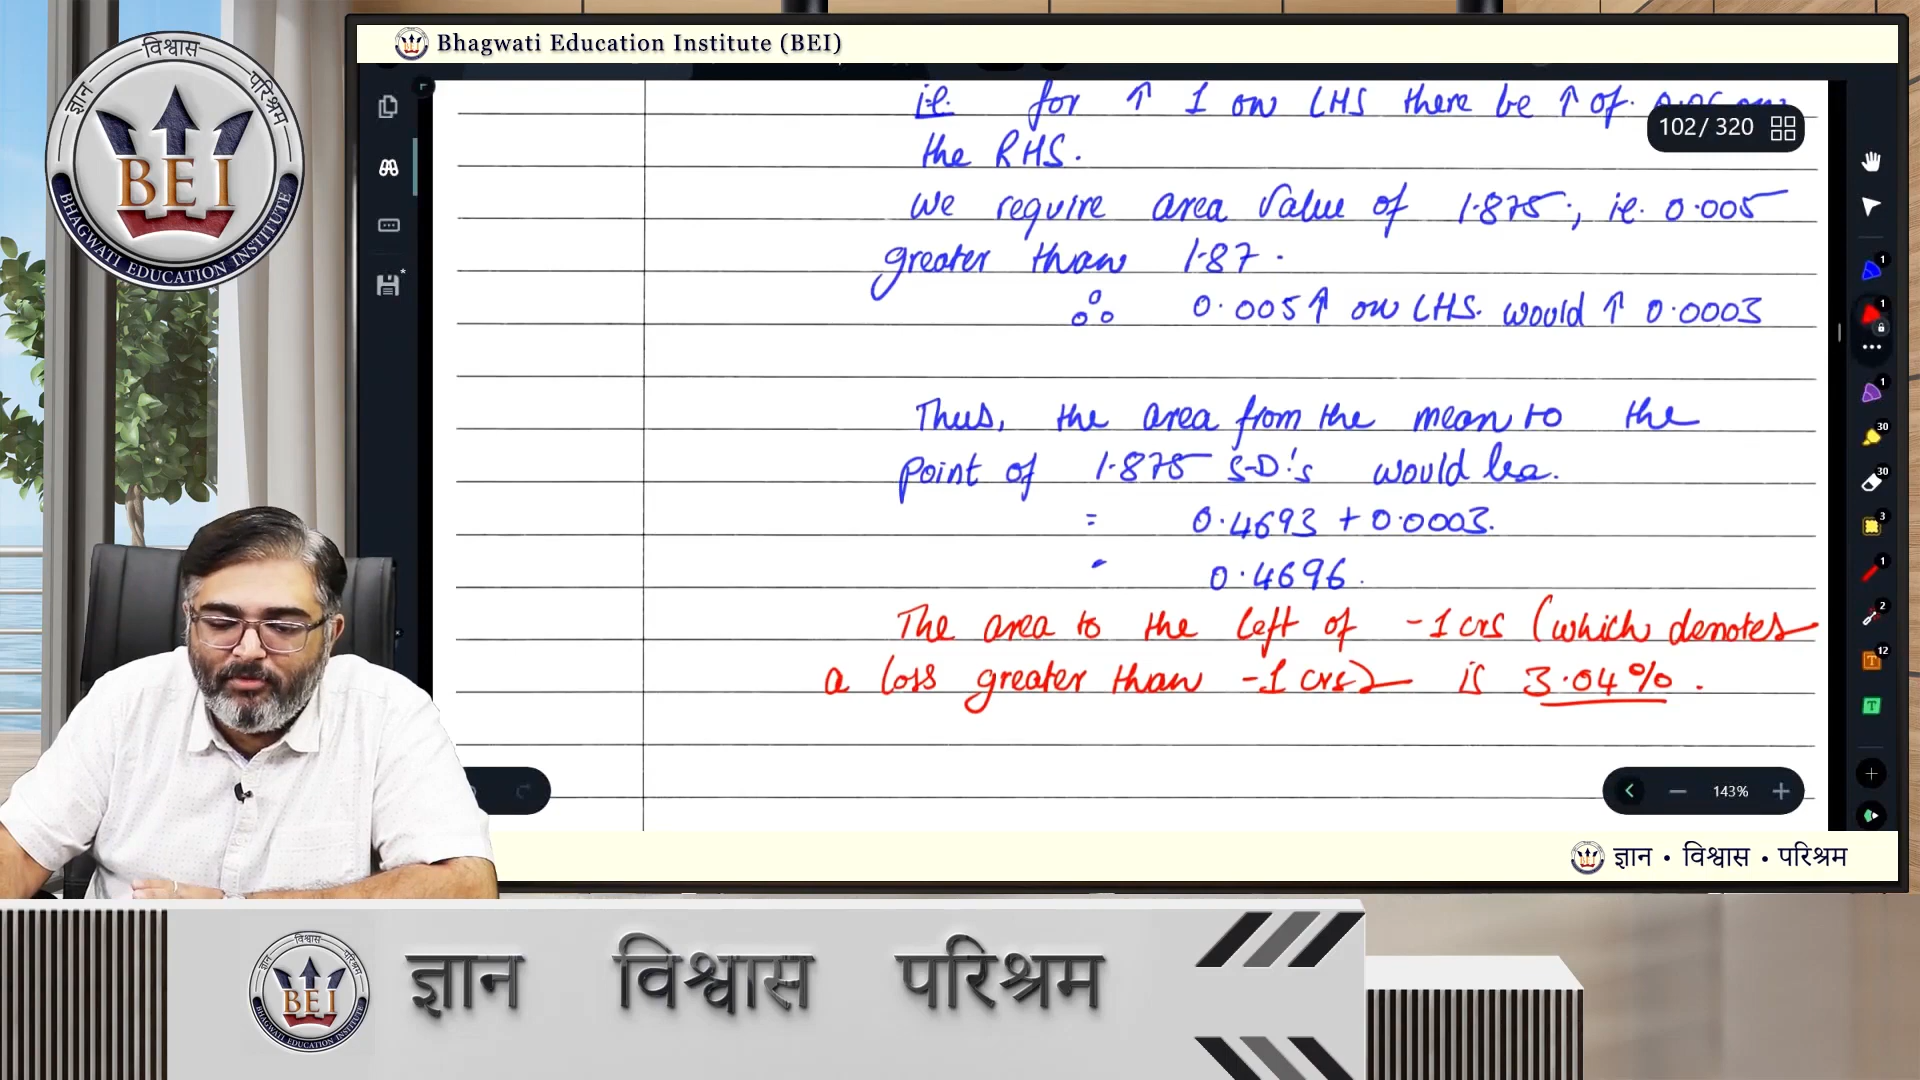 Bhagwati Education Institute (BEI)
विश्वास
ज्ञान
परिश्रम
BEI
BHAGWATI EDUCATION INSTITUTE
102 / 320
i.e. for ↑ 1 on LHS there be ↑ of
the RHS.
We require area value of 1.875, i.e. 0.005
greater than 1.87.
0.005↑ on LHS. would ↑ 0.0003
Thus, the area from the mean to the
point of 1.875 S.D.'s would be.
= 0.4693 + 0.0003.
0.4696.
The area to the left of -1 crs (which denotes
a loss greater than -1 crs) is 3.04%.
143%
ज्ञान • विश्वास • परिश्रम
BEI
ज्ञान विश्वास परिश्रम